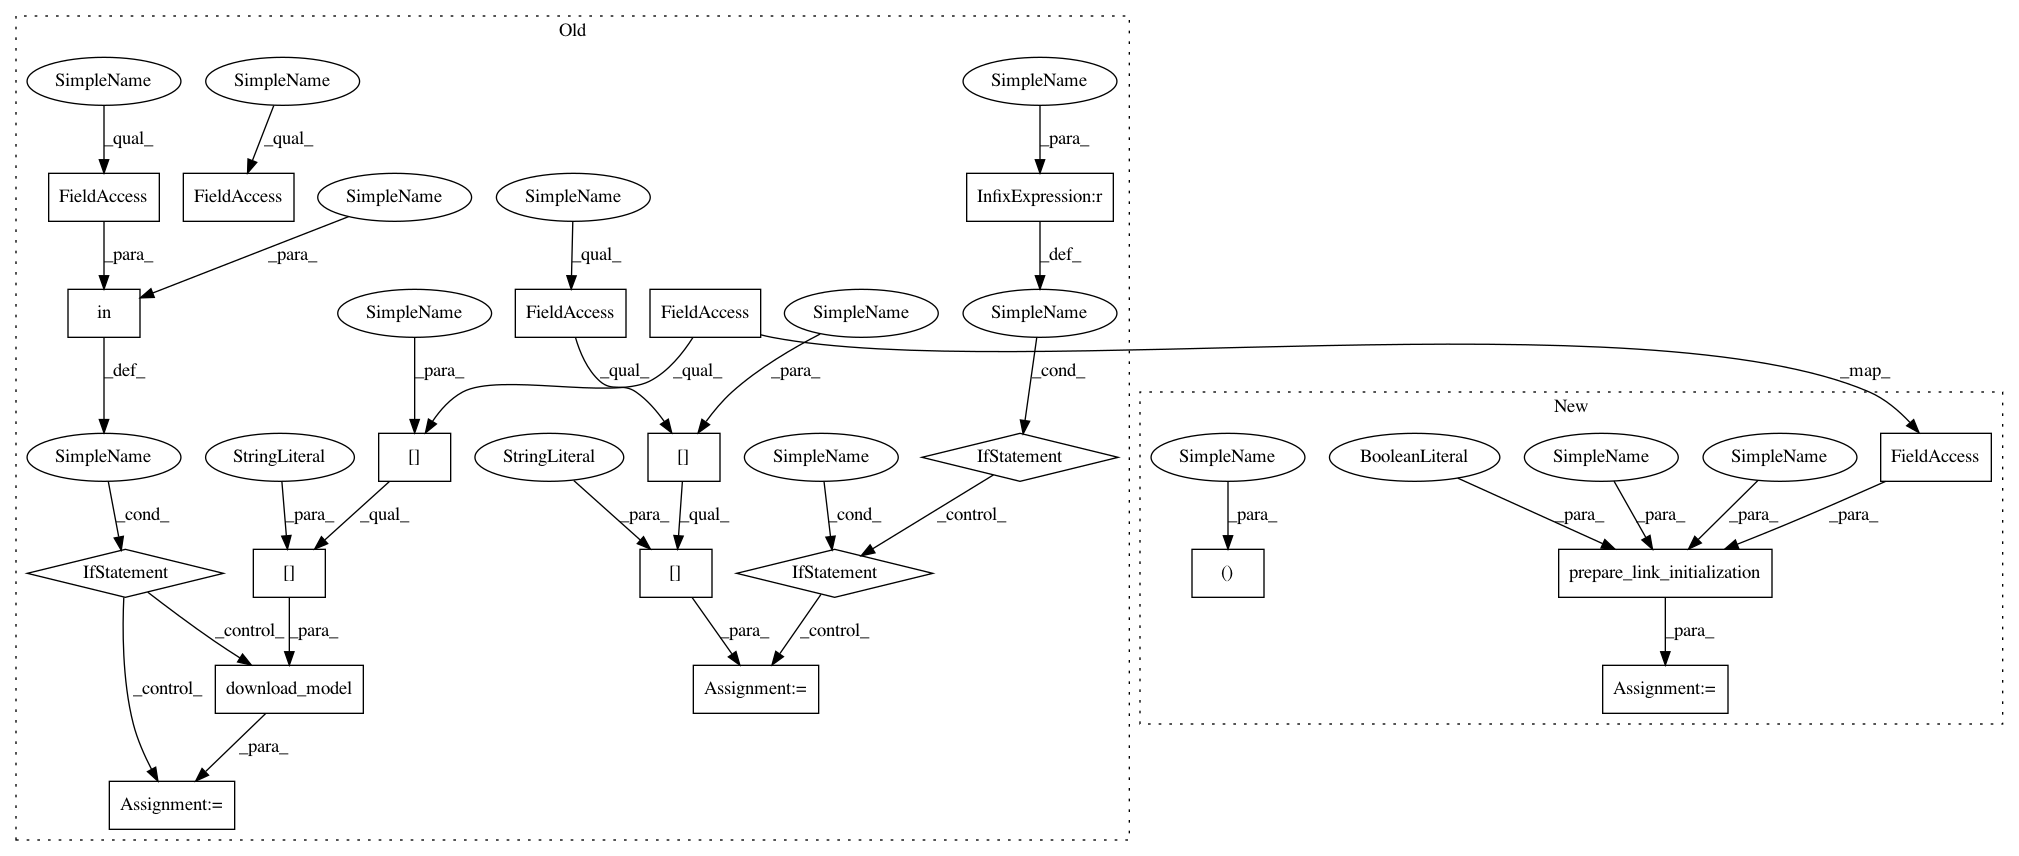 Old
SimpleName
SimpleName
SimpleName
_qual_
_qual_
_para_
FieldAccess
FieldAccess
SimpleName
SimpleName
InfixExpression:r
_para_
_para_
_qual_
_def_
in
SimpleName
FieldAccess
FieldAccess
SimpleName
SimpleName
_def_
_para_
_qual_
_qual_
_para_
_cond_
_map_
New
SimpleName
StringLiteral
[]
StringLiteral
[]
SimpleName
IfStatement
SimpleName
BooleanLiteral
SimpleName
SimpleName
FieldAccess
_cond_
_para_
_qual_
_para_
_qual_
_cond_
_control_
_para_
_para_
_para_
_para_
_para_
IfStatement
[]
[]
IfStatement
()
prepare_link_initialization
_control_
_para_
_para_
_control_
_para_
_control_
download_model
Assignment:=
Assignment:=
_para_
Assignment:=